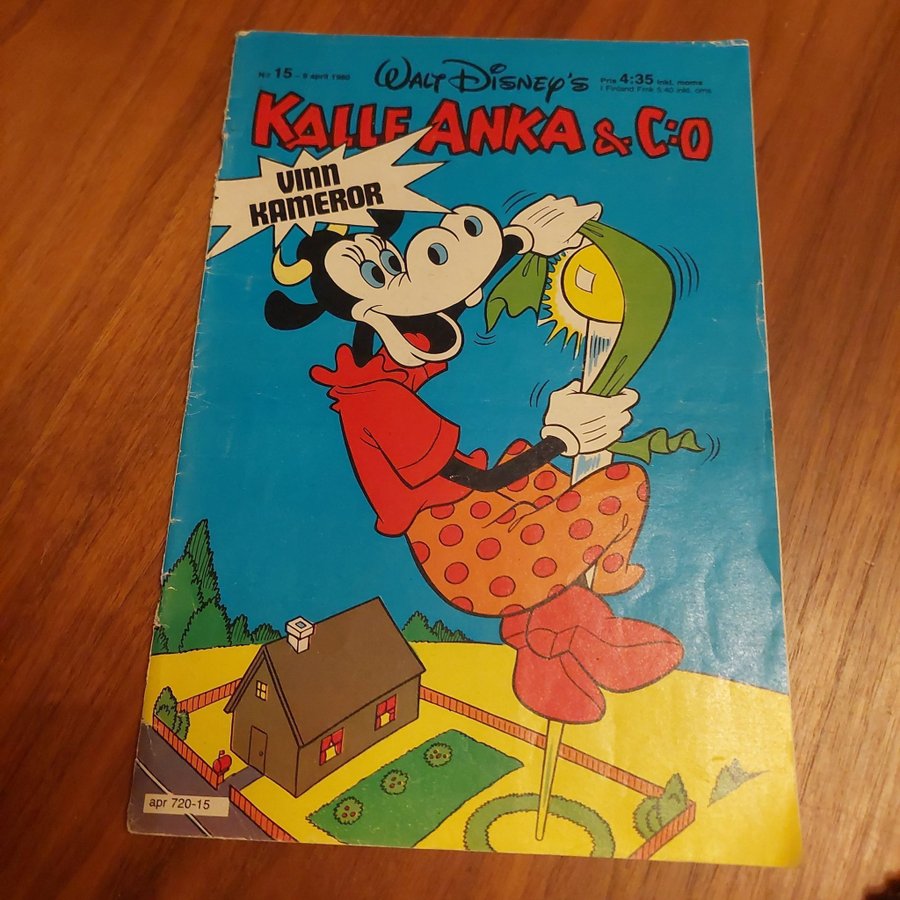 Nr 15 – 8 april 1980
WALT DISNEY'S
Pris 4:35 inkl. moms
I Finland Fmk 5:40 inkl. oms.
KALLE ANKA & C:O
VINN
KAMEROR
apr 720-15